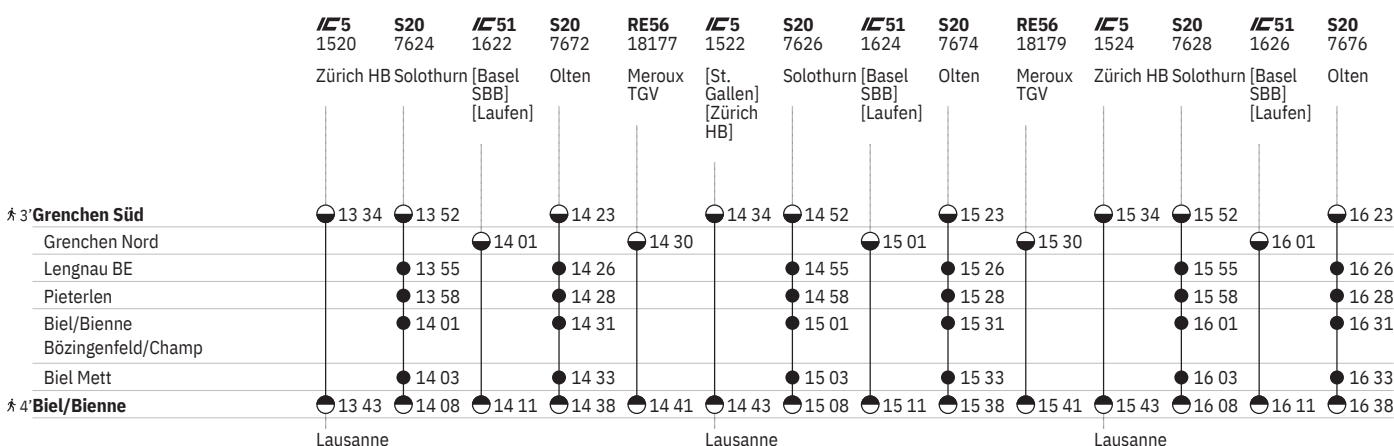 IC5 S20 IC51 S20 RE56 IC5 S20 IC51 S20 RE56 IC5 S20 IC51 S20
1520 7624 1622 7672 18177 1522 7626 1624 7674 18179 1524 7628 1626 7676
Zürich HB Solothurn [Basel Olten Meroux [St. Solothurn [Basel Olten Meroux Zürich HB Solothurn [Basel Olten
SBB] TGV Gallen] SBB] TGV SBB]
[Laufen] [Zürich [Laufen] [Laufen]
HB]
3’ Grenchen Süd 13 34 13 52 14 23 14 34 14 52 15 23 15 34 15 52 16 23
Grenchen Nord 14 01 14 30 15 01 15 30 16 01
Lengnau BE 13 55 14 26 14 55 15 26 15 55 16 26
Pieterlen 13 58 14 28 14 58 15 28 15 58 16 28
Biel/Bienne 14 01 14 31 15 01 15 31 16 01 16 31
Bözingenfeld/Champ
Biel Mett 14 03 14 33 15 03 15 33 16 03 16 33
4’ Biel/Bienne 13 43 14 08 14 11 14 38 14 41 14 43 15 08 15 11 15 38 15 41 15 43 16 08 16 11 16 38
Lausanne Lausanne Lausanne